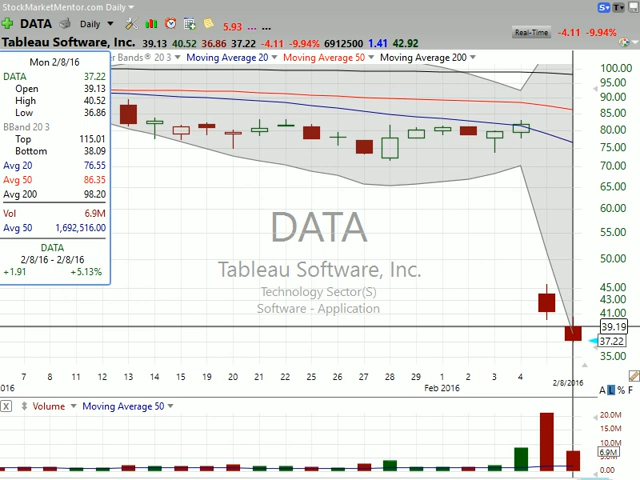 StockMarketMentor.com Daily
DATA Daily 5.93 ... ... Real-Time -4.11 -9.94%
Tableau Software, Inc. 39.13 40.52 36.86 37.22 -4.11 -9.94% 6912500 1.41 42.92
Mon 2/8/16
DATA 37.22
Open 39.13
High 40.52
Low 36.86
BBand 20 3
Top 115.01
Bottom 38.09
Avg 20 76.55
Avg 50 86.35
Avg 200 98.20
Vol 6.9M
Avg 50 1,692,516.00
DATA
2/8/16 - 2/8/16
+1.91 +5.13%
er Bands® 20 3 Moving Average 20 Moving Average 50 Moving Average 200
100.00
95.00
90.00
85.00
80.00
75.00
70.00
65.00
60.00
55.00
45.00
43.00
41.00
39.19
37.22
35.00
DATA
Tableau Software, Inc.
Technology Sector(S)
Software - Application
7 8 11 12 13 14 15 19 20 21 22 25 26 27 28 29 1 2 3 4
016 Feb 2016 2/8/2016
A L % F
X Volume Moving Average 50
20.0M
15.0M
10.0M
6.9M
0.00